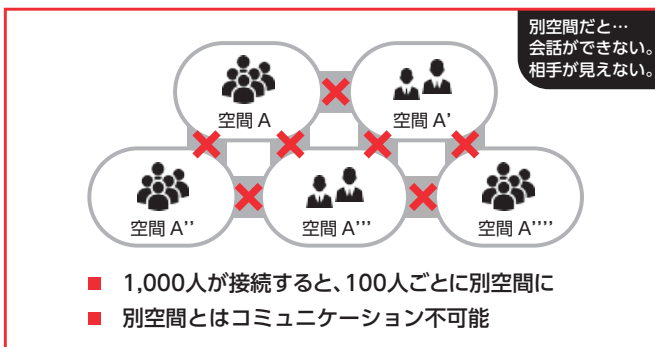 別空間だと…
会話ができない。
相手が見えない。
空間 A
空間 A'
空間 A''
空間 A'''
空間 A''''
1,000人が接続すると、100人ごとに別空間に
別空間とはコミュニケーション不可能